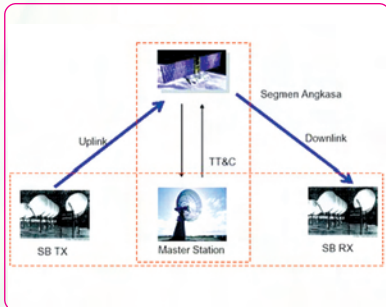 Segmen Angkasa
Uplink
Downlink
TT&C
SB TX
Master Station
SB RX